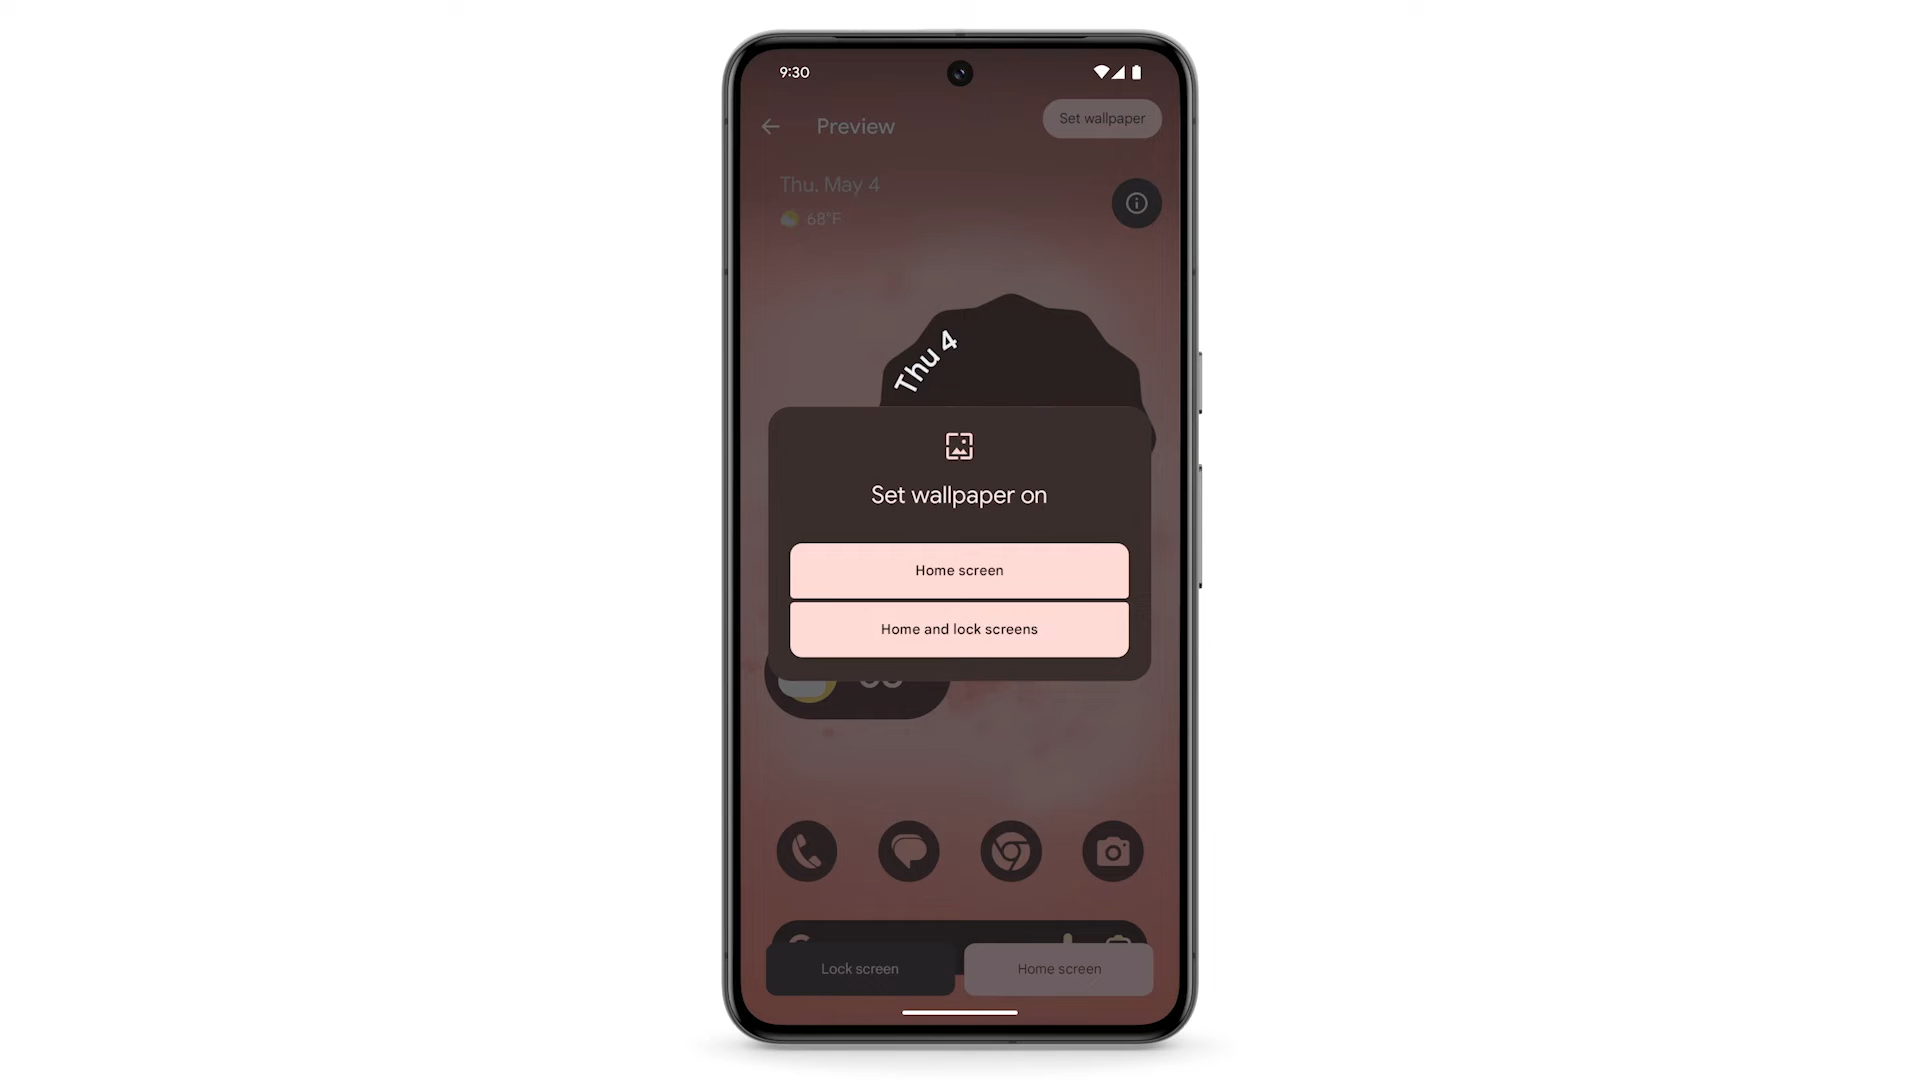 9:30
Preview
Set wallpaper
Thu. May 4
68°F
Thu 4
Set wallpaper on
Home screen
Home and lock screens
Lock screen
Home screen